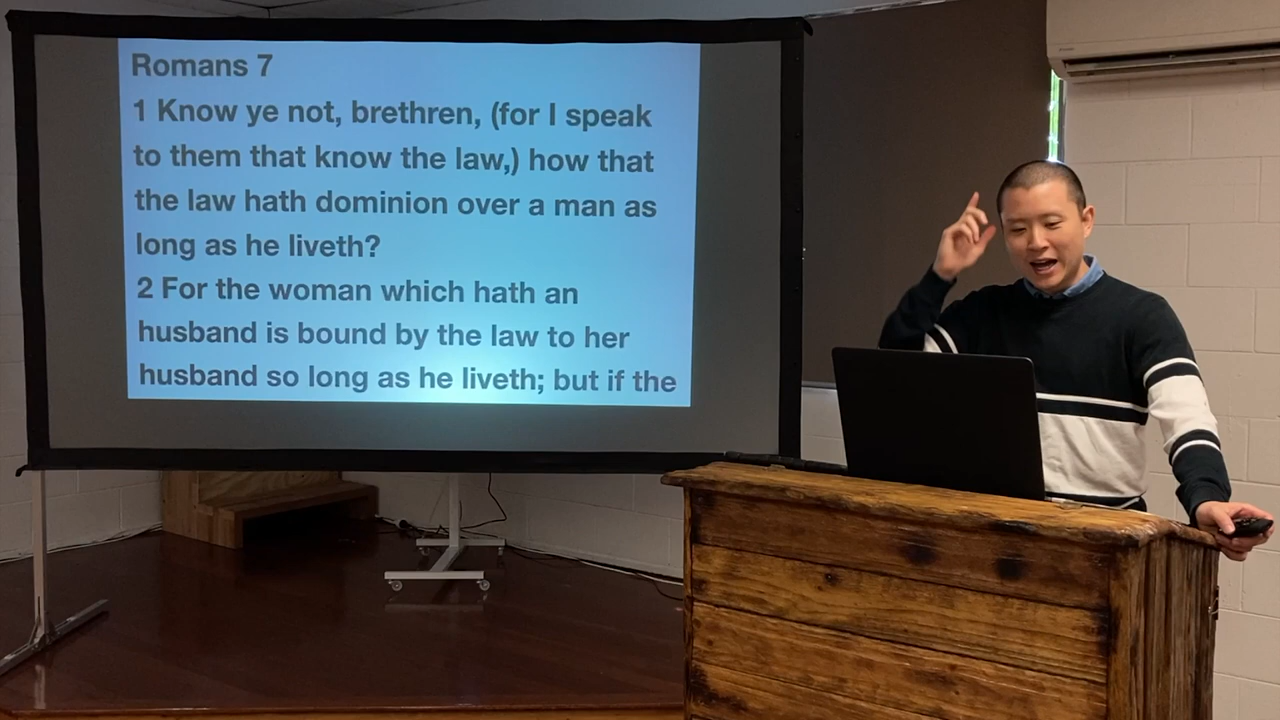 Romans 7
1 Know ye not, brethren, (for I speak
to them that know the law,) how that
the law hath dominion over a man as
long as he liveth?
2 For the woman which hath an
husband is bound by the law to her
husband so long as he liveth; but if the